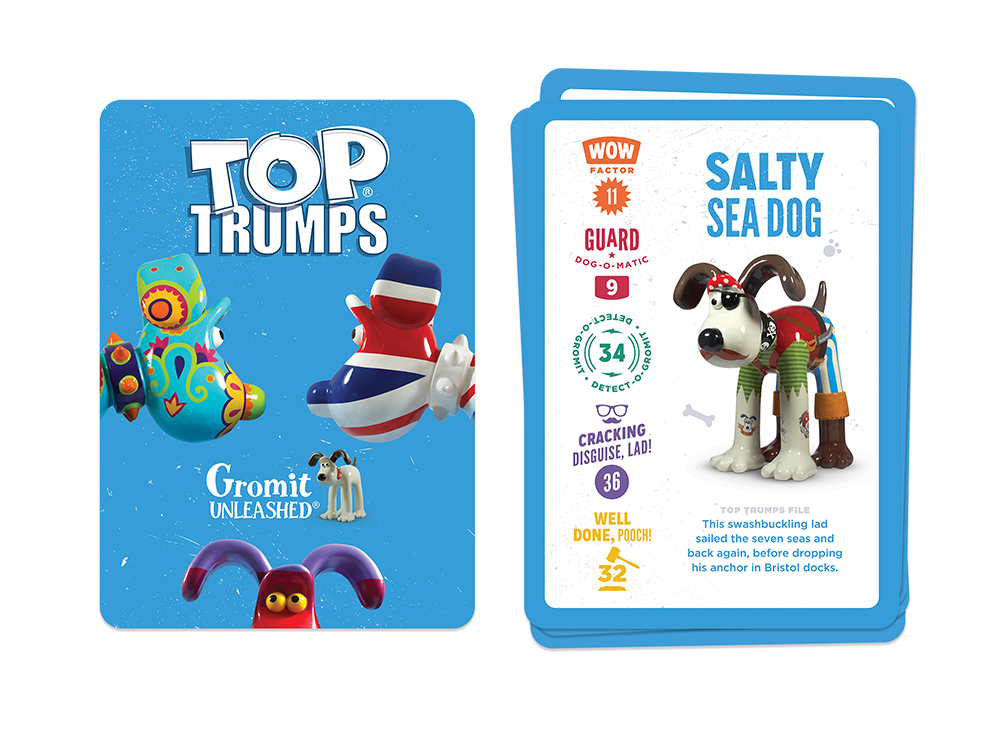 TOP®
TRUMPS
Gromit
UNLEASHED®
WOW
FACTOR
11
GUARD
DOG-O-MATIC
9
DETECT-O-GROMIT • DETECT-O-GROMIT •
34
CRACKING
DISGUISE, LAD!
36
WELL
DONE, POOCH!
32
SALTY
SEA DOG
TOP TRUMPS FILE
This swashbuckling lad
sailed the seven seas and
back again, before dropping
his anchor in Bristol docks.